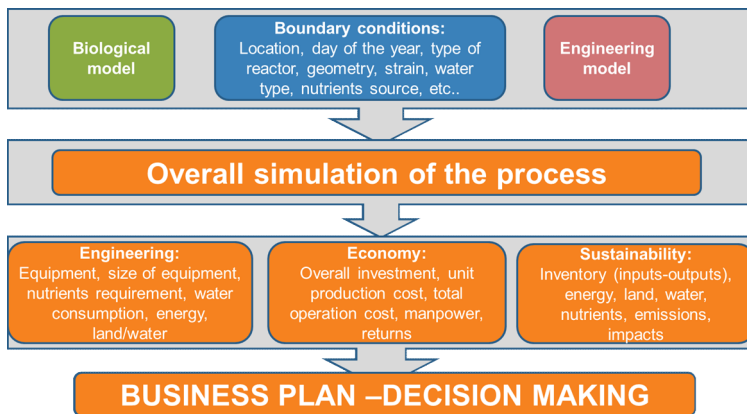 Biological
model
Boundary conditions:
Location, day of the year, type of
reactor, geometry, strain, water
type, nutrients source, etc..
Engineering
model
Overall simulation of the process
Engineering:
Equipment, size of equipment,
nutrients requirement, water
consumption, energy,
land/water
Economy:
Overall investment, unit
production cost, total
operation cost, manpower,
returns
Sustainability:
Inventory (inputs-outputs),
energy, land, water,
nutrients, emissions,
impacts
BUSINESS PLAN –DECISION MAKING